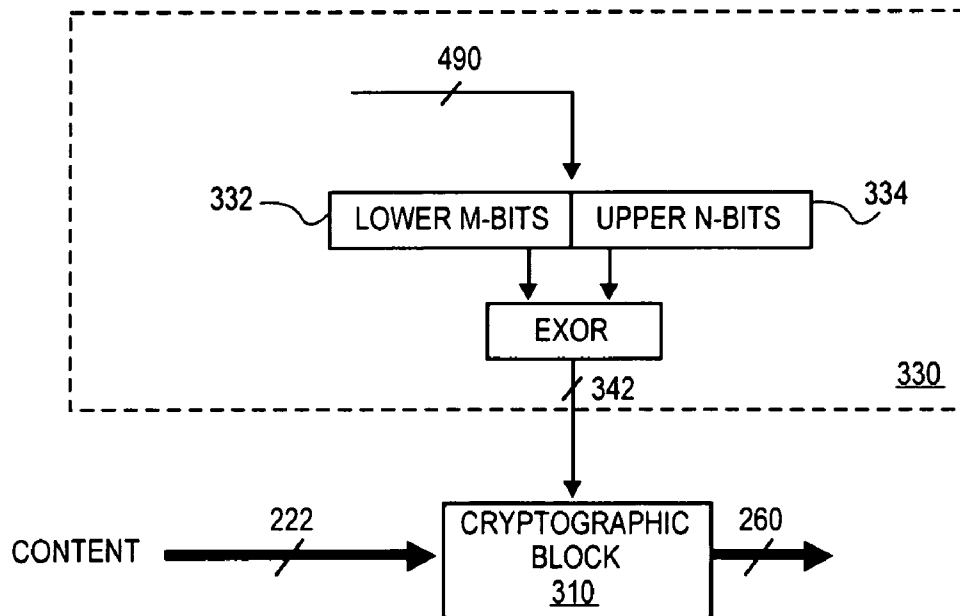 490
332
LOWER M-BITS
UPPER N-BITS
334
EXOR
342
330
CONTENT
222
CRYPTOGRAPHIC
BLOCK
310
260